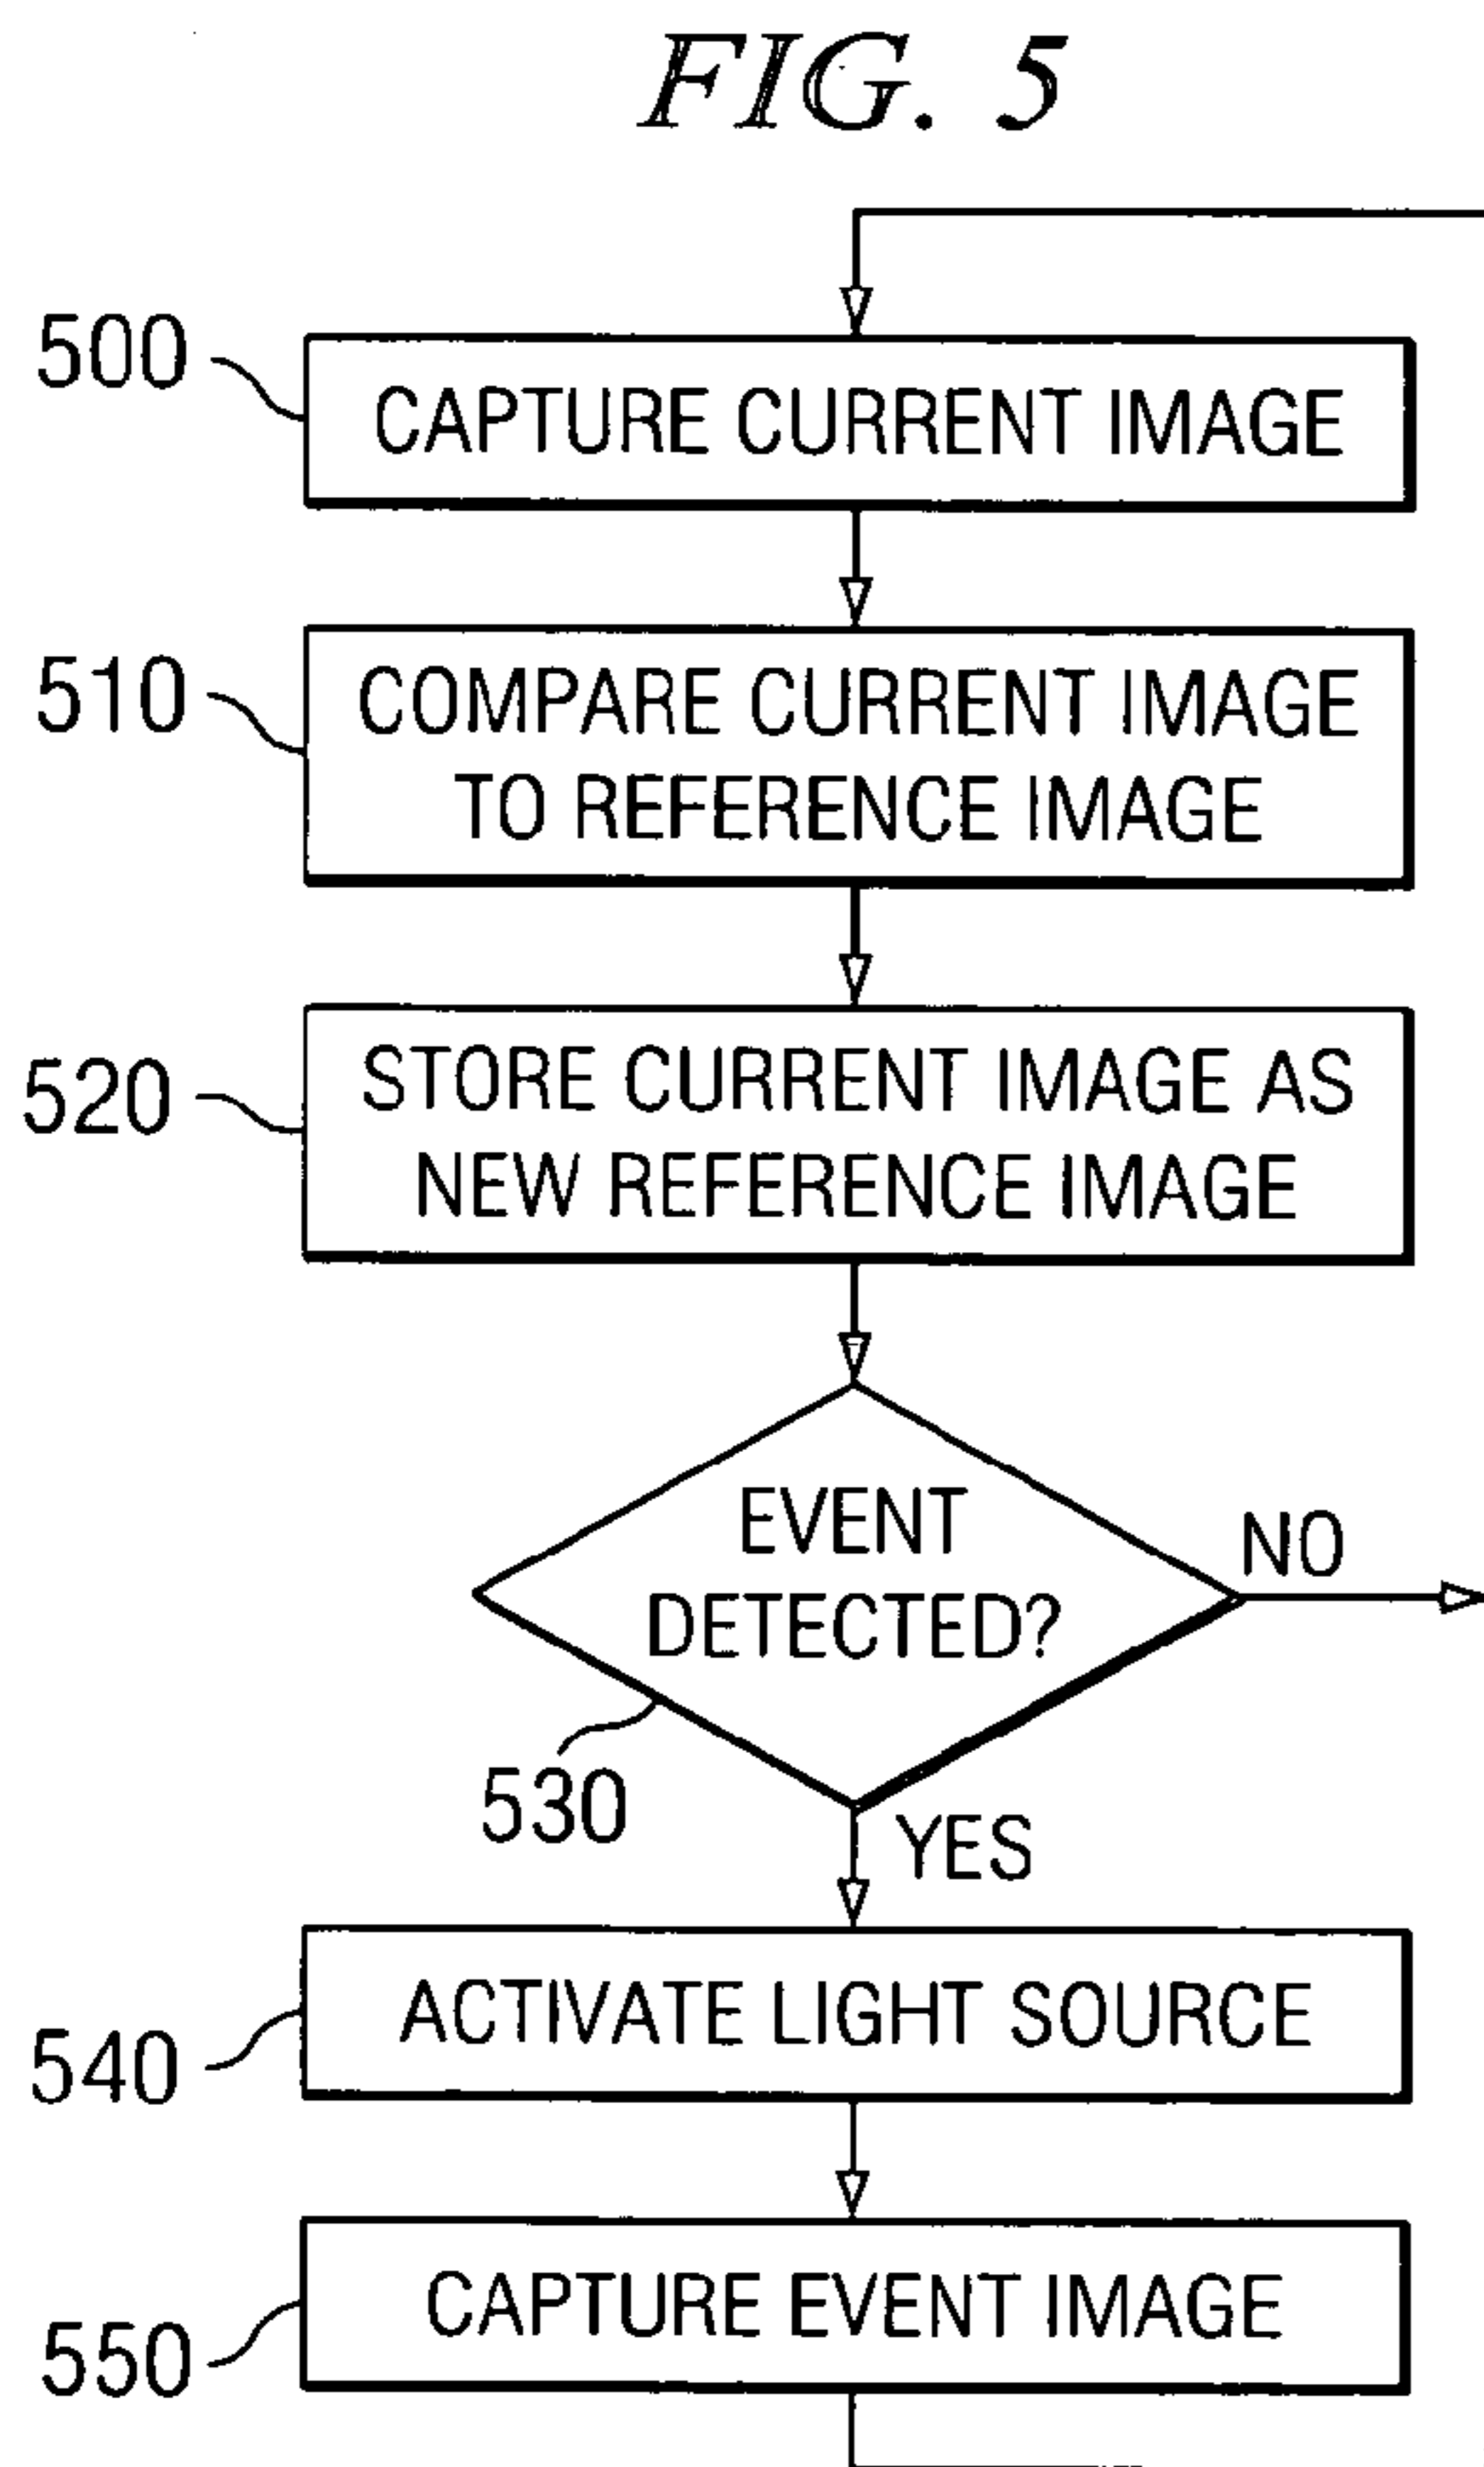 FIG. 5
500
CAPTURE CURRENT IMAGE
510
COMPARE CURRENT IMAGE
TO REFERENCE IMAGE
520
STORE CURRENT IMAGE AS
NEW REFERENCE IMAGE
EVENT
DETECTED?
NO
530
YES
540
ACTIVATE LIGHT SOURCE
550
CAPTURE EVENT IMAGE